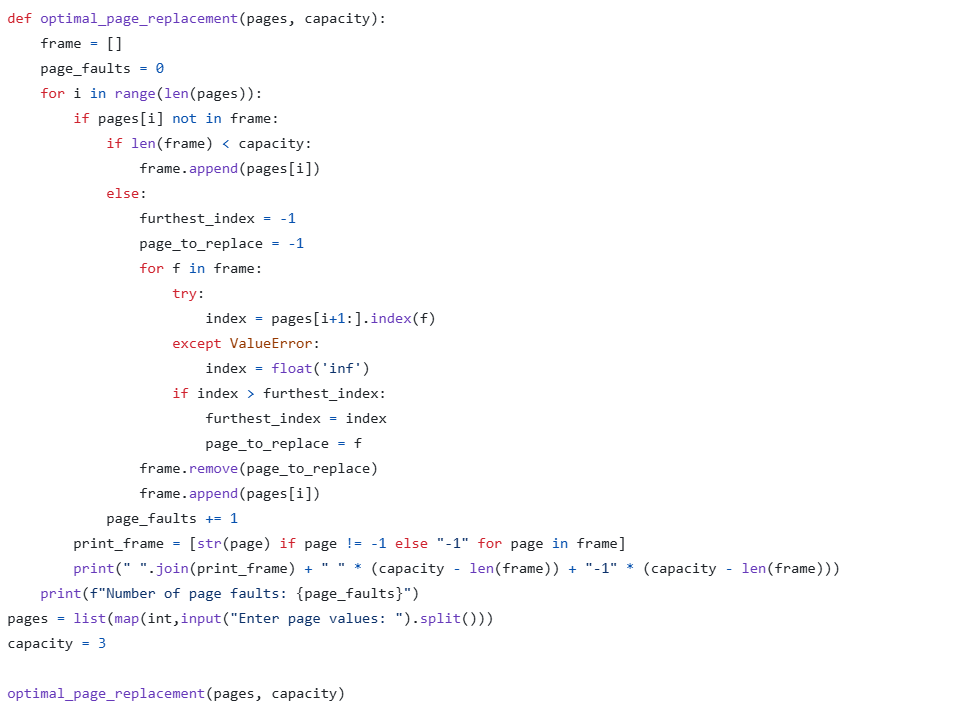 def optimal_page_replacement(pages, capacity):
    frame = []
    page_faults = 0
    for i in range(len(pages)):
        if pages[i] not in frame:
            if len(frame) < capacity:
                frame.append(pages[i])
            else:
                furthest_index = -1
                page_to_replace = -1
                for f in frame:
                    try:
                        index = pages[i+1:].index(f)
                    except ValueError:
                        index = float('inf')
                    if index > furthest_index:
                        furthest_index = index
                        page_to_replace = f
                frame.remove(page_to_replace)
                frame.append(pages[i])
            page_faults += 1
        print_frame = [str(page) if page != -1 else "-1" for page in frame]
        print(" ".join(print_frame) + " " * (capacity - len(frame)) + "-1" * (capacity - len(frame)))
    print(f"Number of page faults: {page_faults}")
pages = list(map(int,input("Enter page values: ").split()))
capacity = 3

optimal_page_replacement(pages, capacity)